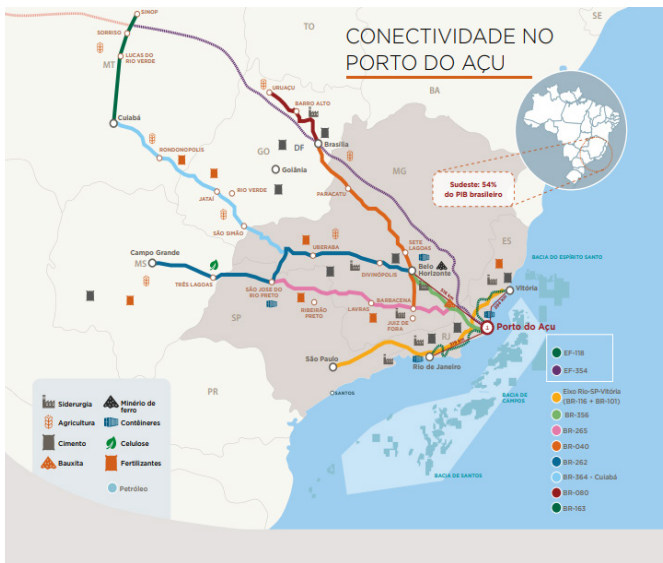 CONECTIVIDADE NO
PORTO DO AÇU
SINOP
TO
SE
SORRISO
MT
LUCAS DO
RIO VERDE
URUAÇU
BA
BARRO ALTO
Cuiabá
Brasília
GO
DF
RONDONÓPOLIS
Goiânia
MG
Sudeste: 54%
do PIB brasileiro
JATAÍ
RIO VERDE
PARACATU
SÃO SIMÃO
SETE
LAGOAS
ES
UBERABA
BACIA DO ESPÍRITO SANTO
Campo Grande
MS
DIVINÓPOLIS
Belo
Horizonte
TRÊS LAGOAS
SÃO JOSE DO
RIO PRETO
Vitória
BARBACENA
SP
RIBEIRÃO
PRETO
LAVRAS
JUIZ DE
FORA
RJ
Porto do Açu
São Paulo
Rio de Janeiro
EF-118
EF-354
PR
SANTOS
BACIA DE
CAMPOS
Eixo Rio-SP-Vitória
(BR-116 + BR-101)
BR-356
BR-265
BR-040
BR-262
BR-364 - Cuiabá
BR-080
BR-163
BACIA DE SANTOS
Siderurgia
Minério de
ferro
Agricultura
Contêineres
Cimento
Celulose
Bauxita
Fertilizantes
Petróleo